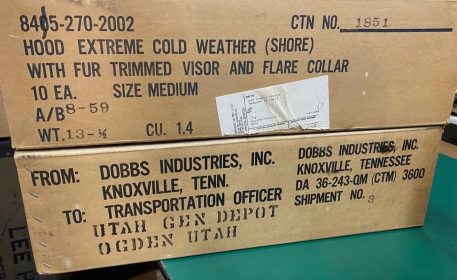 8405-270-2002 CTN NO. 1851
HOOD EXTREME COLD WEATHER (SHORE)
WITH FUR TRIMMED VISOR AND FLARE COLLAR
10 EA. SIZE MEDIUM
A/B 8-59
WT. 13-½ CU. 1.4
FROM: DOBBS INDUSTRIES, INC.
KNOXVILLE, TENN.
TO: TRANSPORTATION OFFICER
UTAH GEN DEPOT
OGDEN UTAH
DOBBS INDUSTRIES, INC.
KNOXVILLE, TENNESSEE
DA 36-243-QM (CTM) 3600
SHIPMENT NO. 3